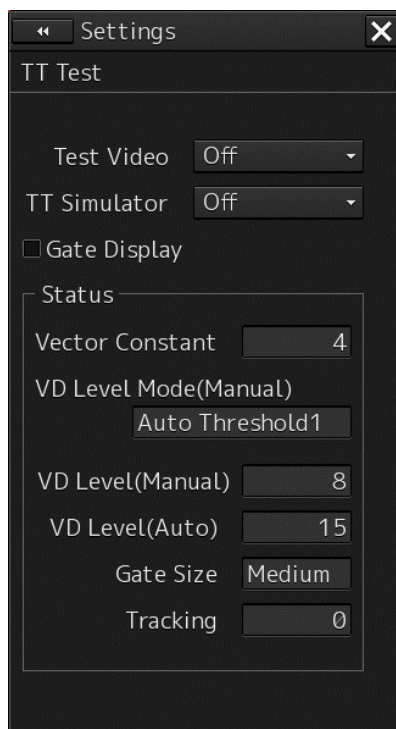 Settings
TT Test
Test Video Off
TT Simulator Off
Gate Display
Status
Vector Constant 4
VD Level Mode(Manual)
Auto Threshold1
VD Level(Manual) 8
VD Level(Auto) 15
Gate Size Medium
Tracking 0